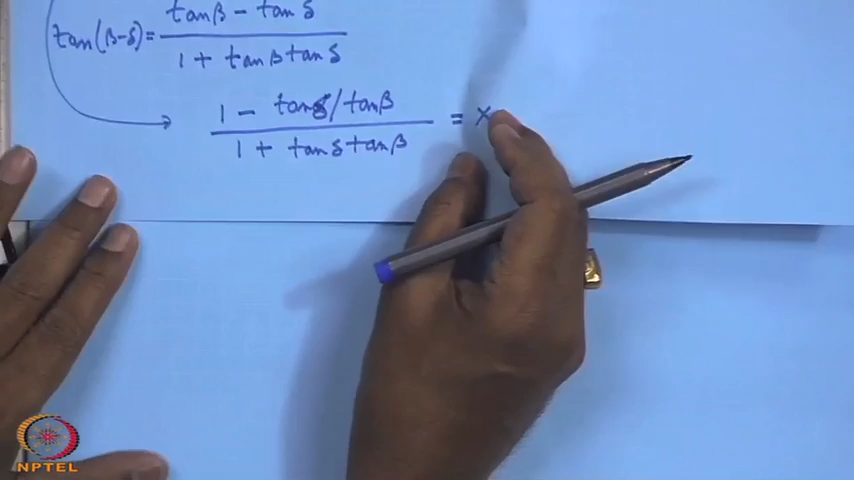 tanβ - tanδ
tan(β-δ)=
1 + tanβ tanδ
1 - tanδ/tanβ
= x
1 + tanδ tanβ
NPTEL